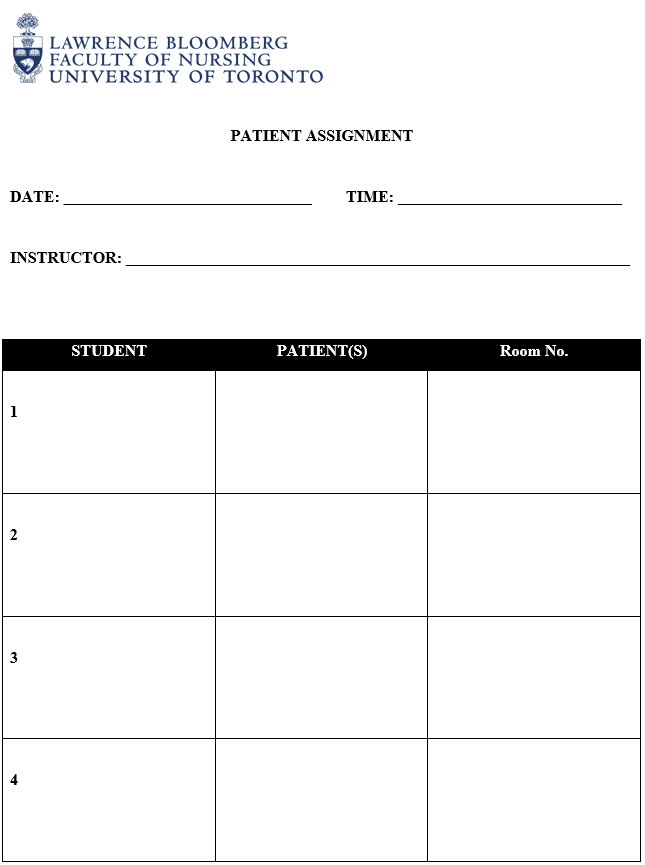 LAWRENCE BLOOMBERG
FACULTY OF NURSING
UNIVERSITY OF TORONTO
PATIENT ASSIGNMENT
DATE: ______________________________ TIME: ___________________________
INSTRUCTOR: _____________________________________________________________
STUDENT PATIENT(S) Room No.
1
2
3
4